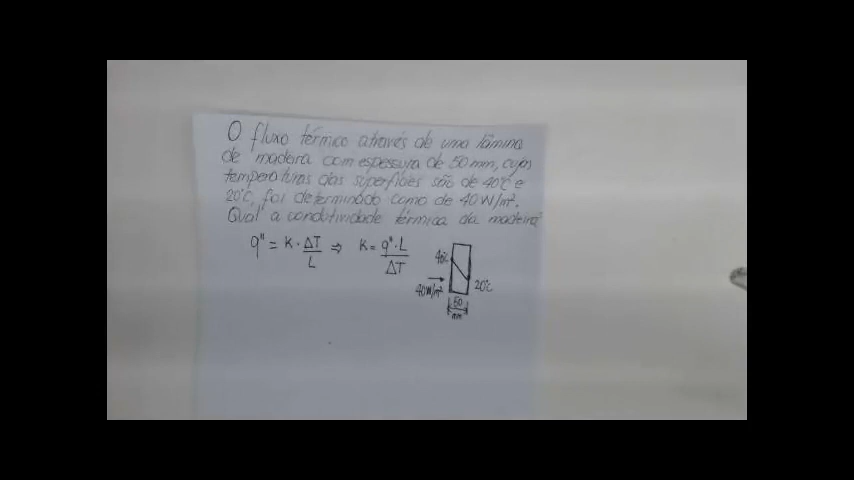 O fluxo térmico através de uma lâmina
de madeira com espessura de 50 mm, cujas
temperaturas das superfícies são de 40°C e
20°C, foi determinado como de 40 W/m².
Qual a condutividade térmica da madeira?
q" = K · ΔT / L ⇒ K = q" · L / ΔT
40°C
40 W/m²
20°C
50
mm